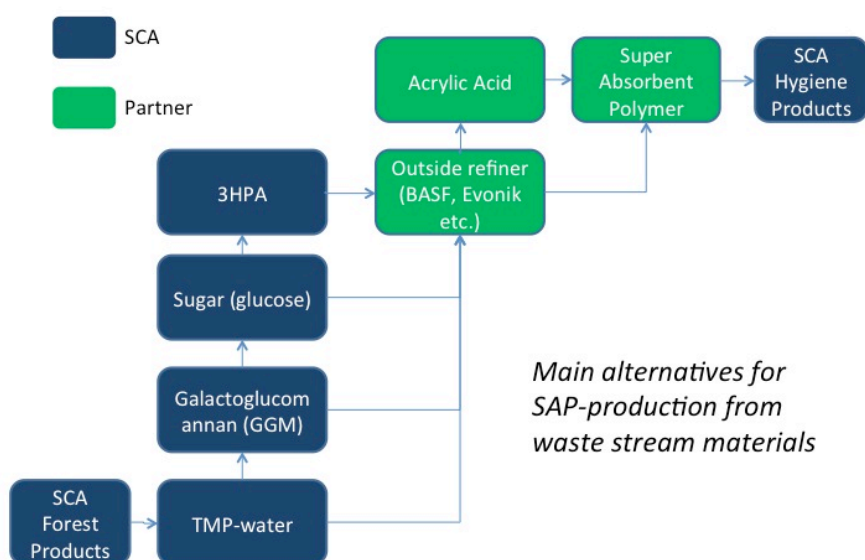 SCA
Partner
Acrylic Acid
Super
Absorbent
Polymer
SCA
Hygiene
Products
3HPA
Outside refiner
(BASF, Evonik
etc.)
Sugar (glucose)
Galactoglucom
annan (GGM)
Main alternatives for
SAP-production from
waste stream materials
SCA
Forest
Products
TMP-water